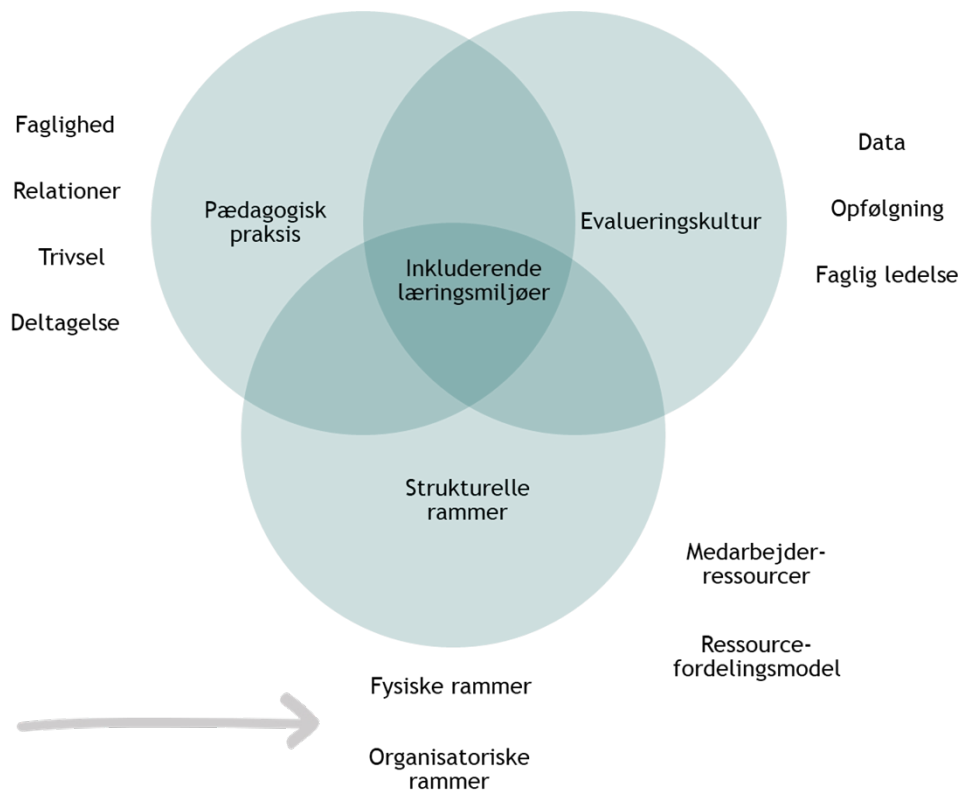 Faglighed
Relationer
Trivsel
Deltagelse
Pædagogisk
praksis
Evalueringskultur
Inkluderende
læringsmiljøer
Data
Opfølgning
Faglig ledelse
Strukturelle
rammer
Medarbejder-
ressourcer
Ressource-
fordelingsmodel
Fysiske rammer
Organisatoriske
rammer